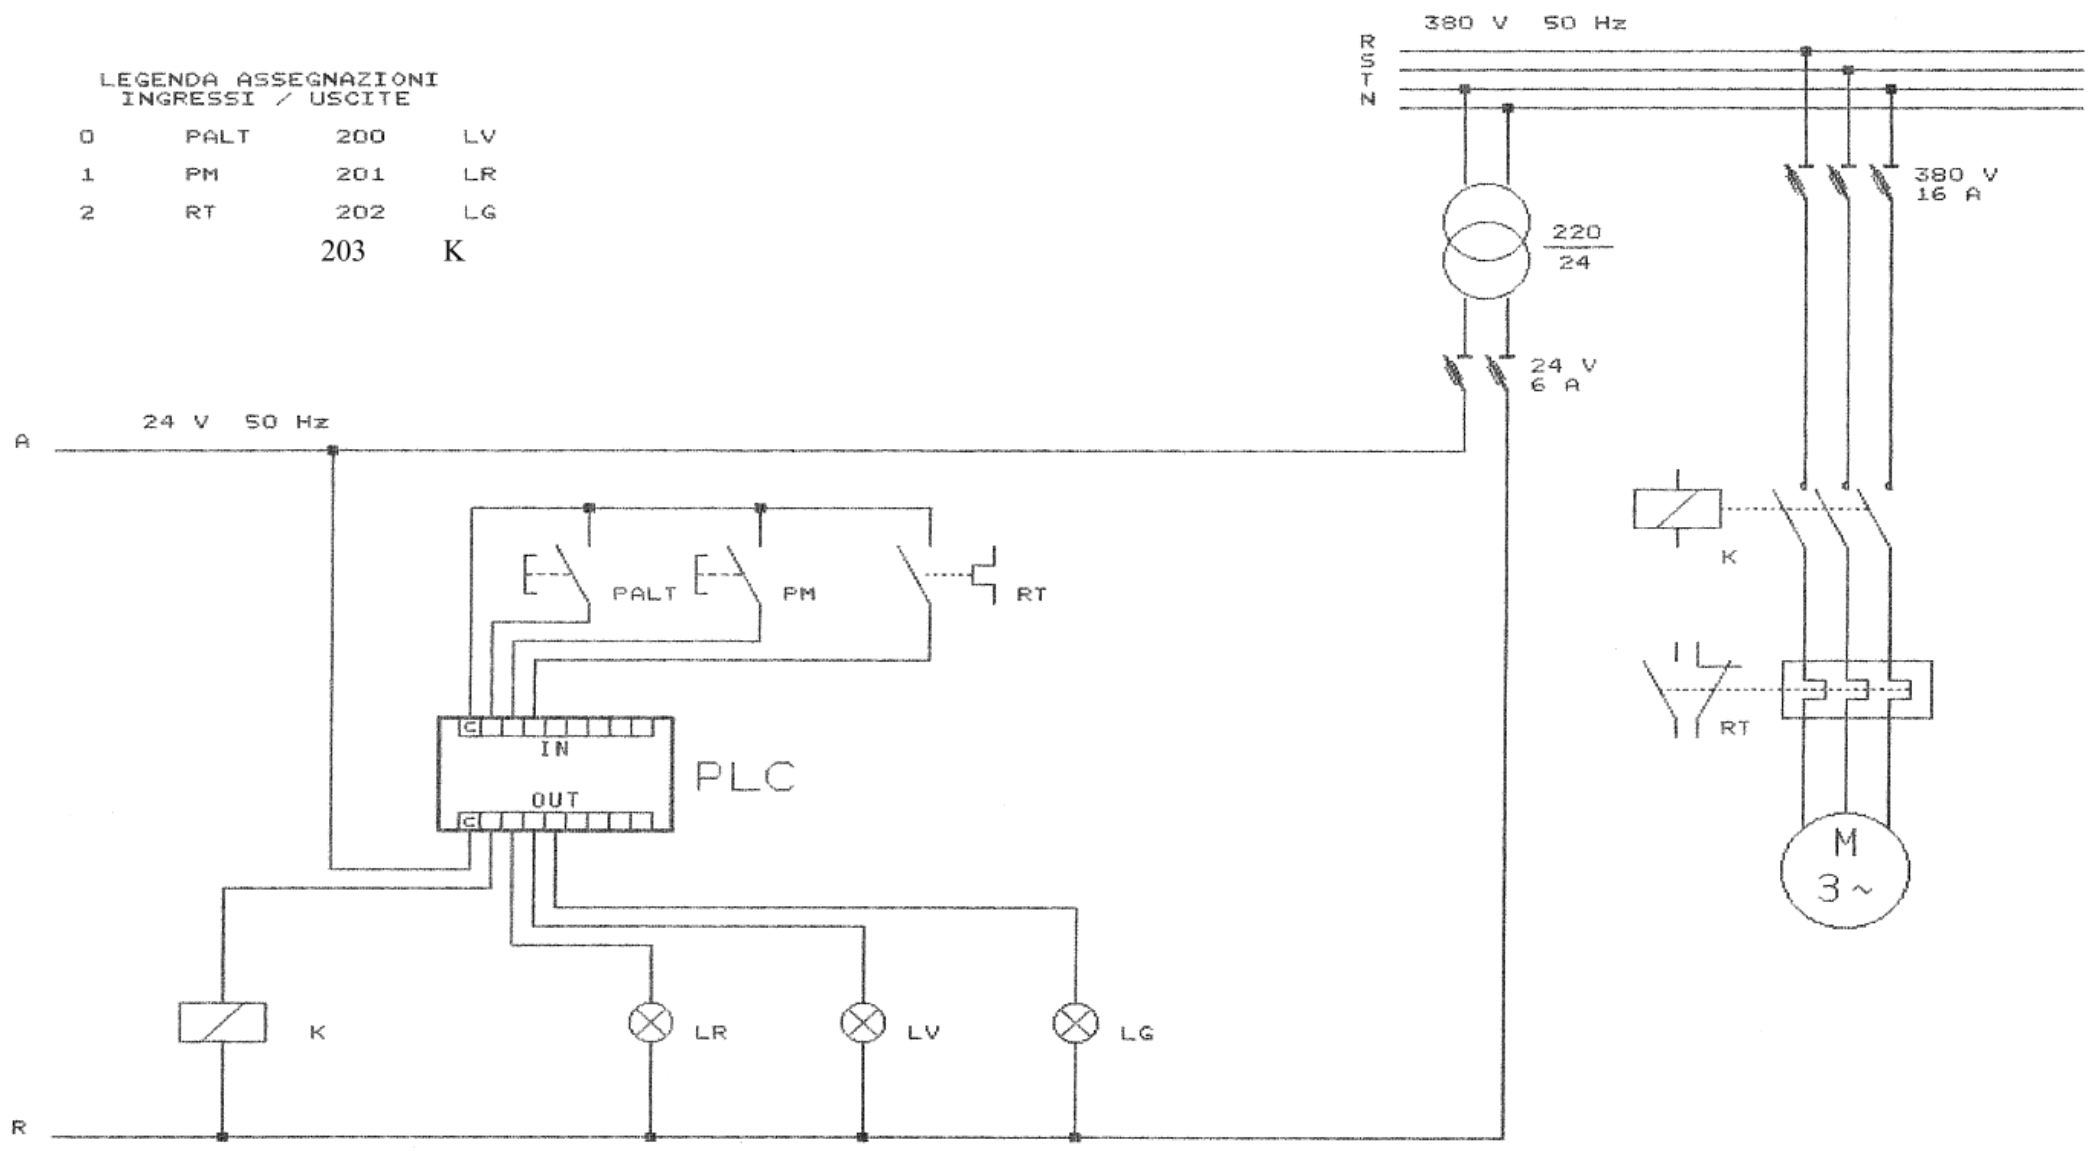 380 V 50 Hz
R
S
T
N
LEGENDA ASSEGNAZIONI
INGRESSI / USCITE
0 PALT 200 LV
1 PM 201 LR
2 RT 202 LG
203 K
380 V
16 A
220
24
24 V
6 A
24 V 50 Hz
A
K
PALT
PM
RT
RT
C
IN
PLC
OUT
C
M
3 ~
K
LR
LV
LG
R